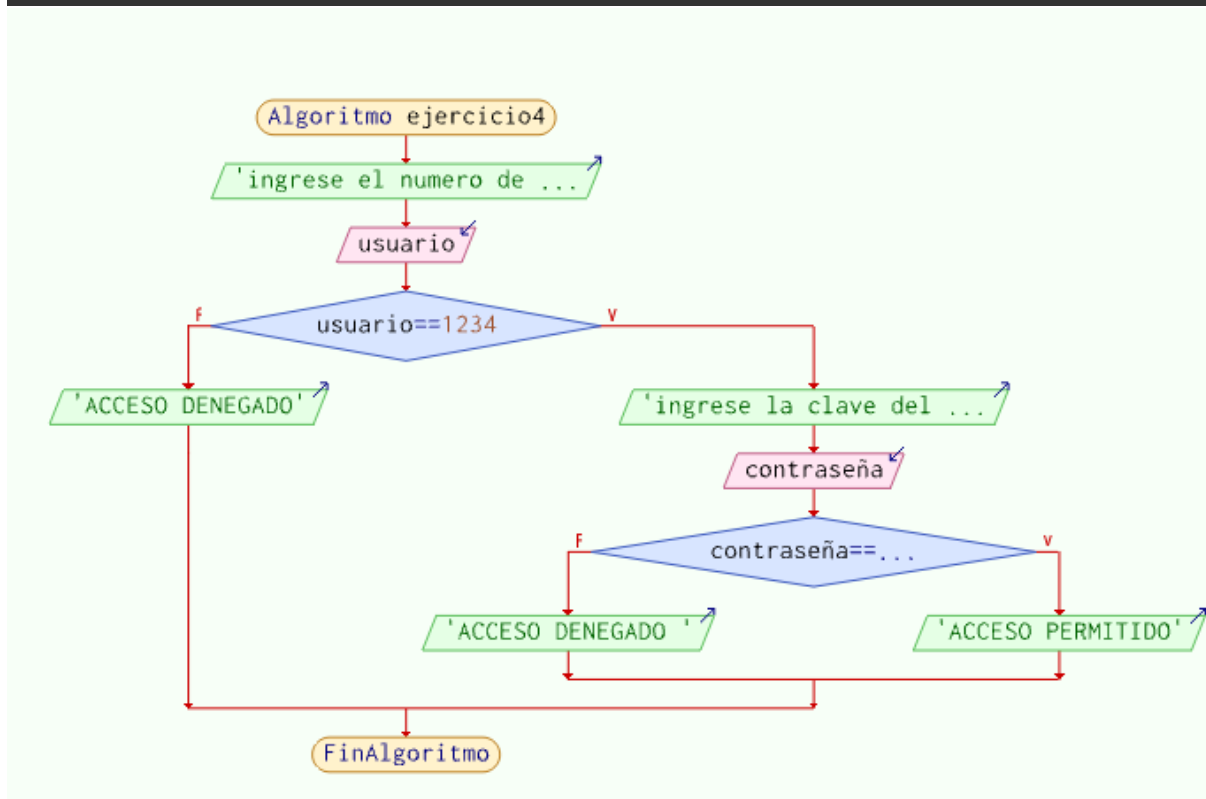 Algoritmo ejercicio4
'ingrese el numero de ...
usuario
F
usuario==1234
V
'ACCESO DENEGADO'
'ingrese la clave del ...
contraseña
F
contraseña==...
V
'ACCESO DENEGADO '
'ACCESO PERMITIDO'
FinAlgoritmo